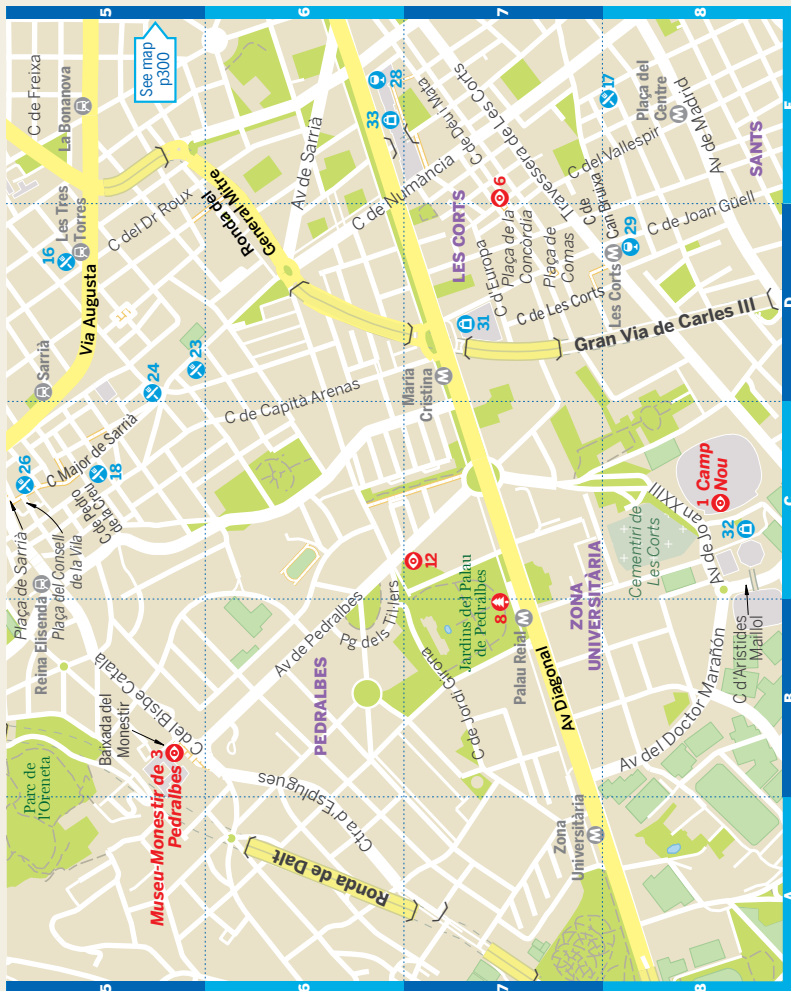 5
6
7
8
See map
p300
C de Freixa
La Bonanova
Les Tres
Torres
16
C del Dr Roux
Ronda del
General Mitre
Via Augusta
Sarrià
24
23
26
C Major de Sarrià
18
C de Pedro
de la Creu
Plaça de Sarrià
Reina Elisenda
Plaça del Consell
de la Vila
C del Bisbe Català
Baixada del
Monestir
Museu-Monestir de 3
Pedralbes
Parc de
l'Oreneta
Av de Sarrià
28
33
C de Numància
C de Capità Arenas
Av de Pedralbes
PEDRALBES
Pg dels Til·lers
Ctra d'Esplugues
Ronda de Dalt
C de Déu i Mata
Travessera de Les Corts
6
LES CORTS
C d'Europa
Plaça de la
Concòrdia
Plaça de
Comas
31
C de Les Corts
Maria
Cristina
12
Jardins del Palau
de Pedralbes
8
Palau Reial
C de Jordi Girona
ZONA
UNIVERSITÀRIA
Av Diagonal
Zona
Universitària
17
Plaça del
Centre
C del Vallespir
Av de Madrid
SANTS
C de
Can Bruixa
Les Corts
29
C de Joan Güell
Gran Via de Carles III
1 Camp
Nou
32
Av de Joan XXIII
Cementiri de
Les Corts
C d'Aristides
Maillol
Av del Doctor Marañón
5
6
7
8
A
B
C
D
E